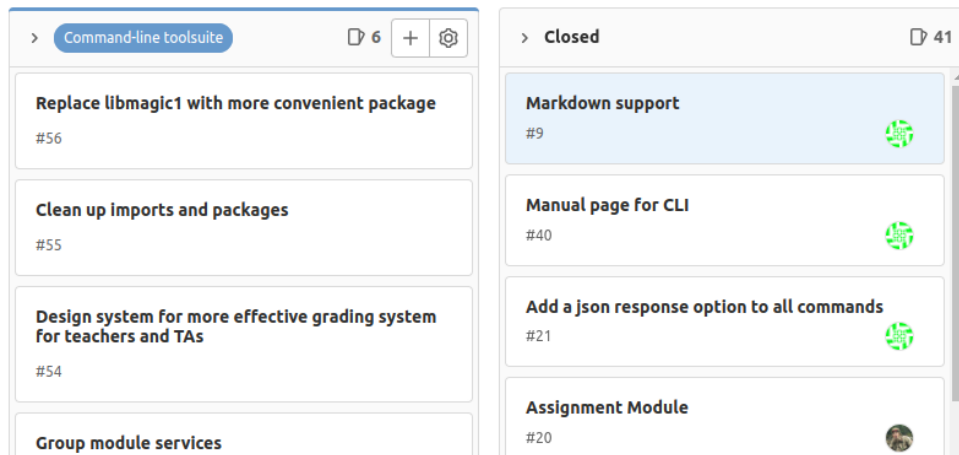 Command-line toolsuite
6
Replace libmagic1 with more convenient package
#56
Clean up imports and packages
#55
Design system for more effective grading system
for teachers and TAs
#54
Group module services
Closed
41
Markdown support
#9
Manual page for CLI
#40
Add a json response option to all commands
#21
Assignment Module
#20